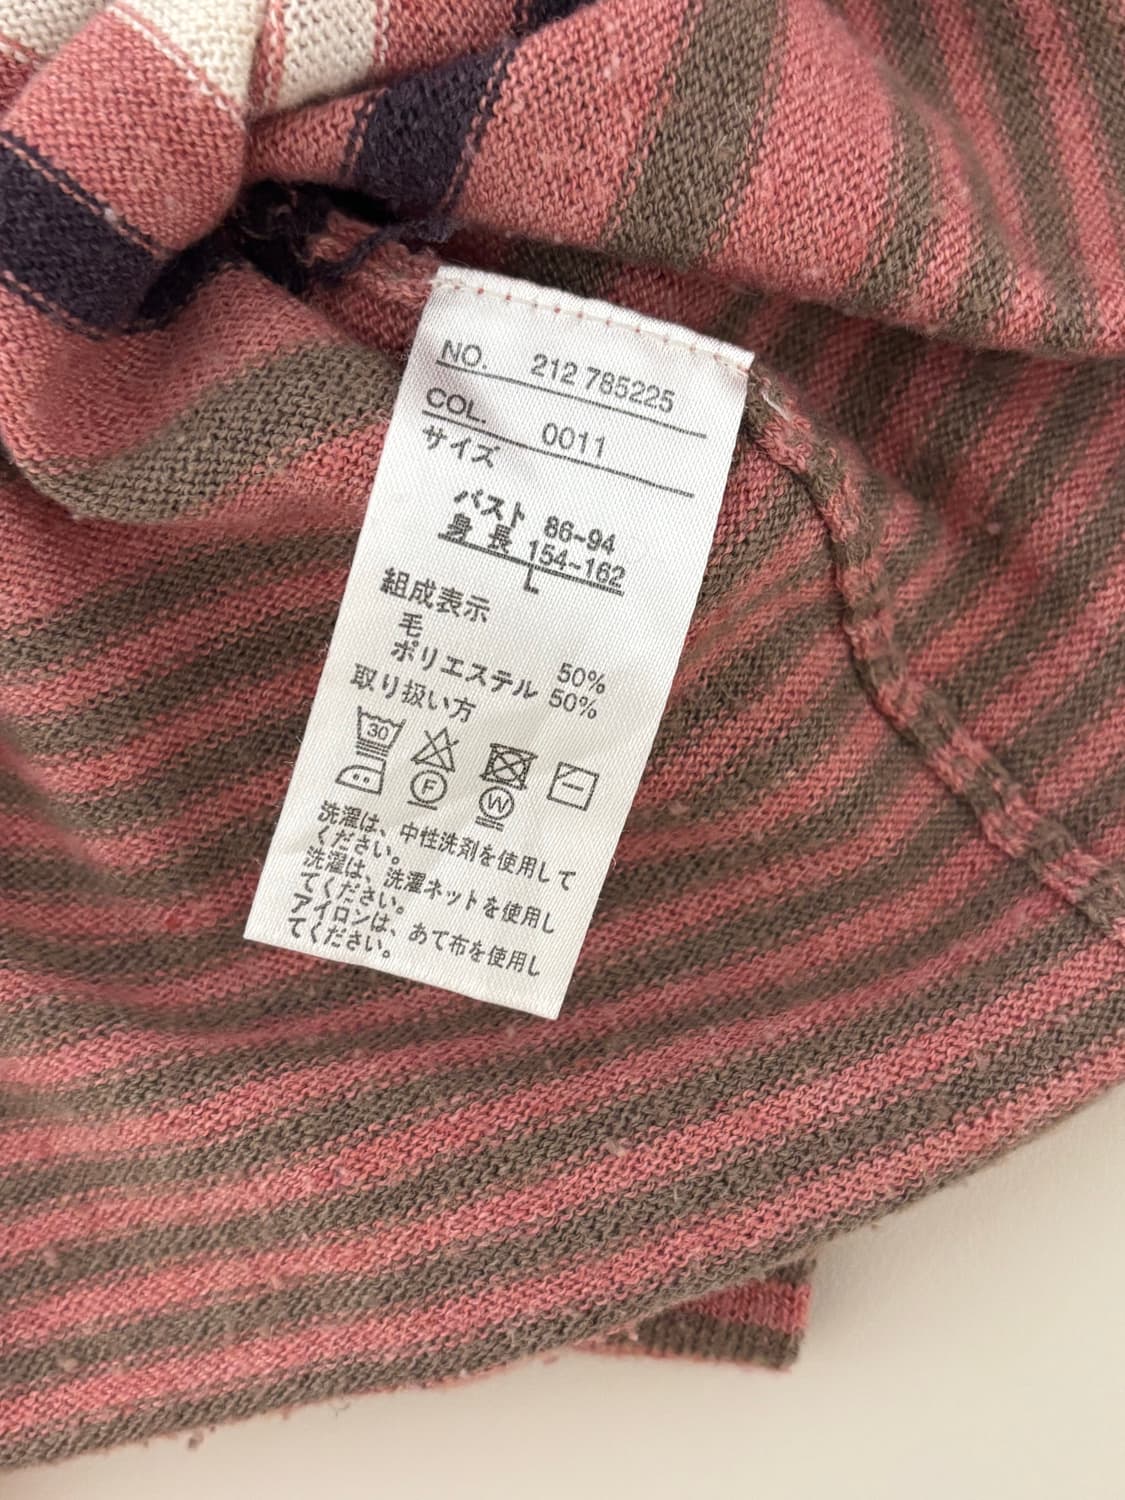 NO. 212 785225
COL. 0011
サイズ
バスト 86~94
身長 154~162
L
組成表示
毛 50%
ポリエステル 50%
取り扱い方
30
F W
洗濯は、中性洗剤を使用して
ください。
洗濯は、洗濯ネットを使用し
てください。
アイロンは、あて布を使用し
てください。